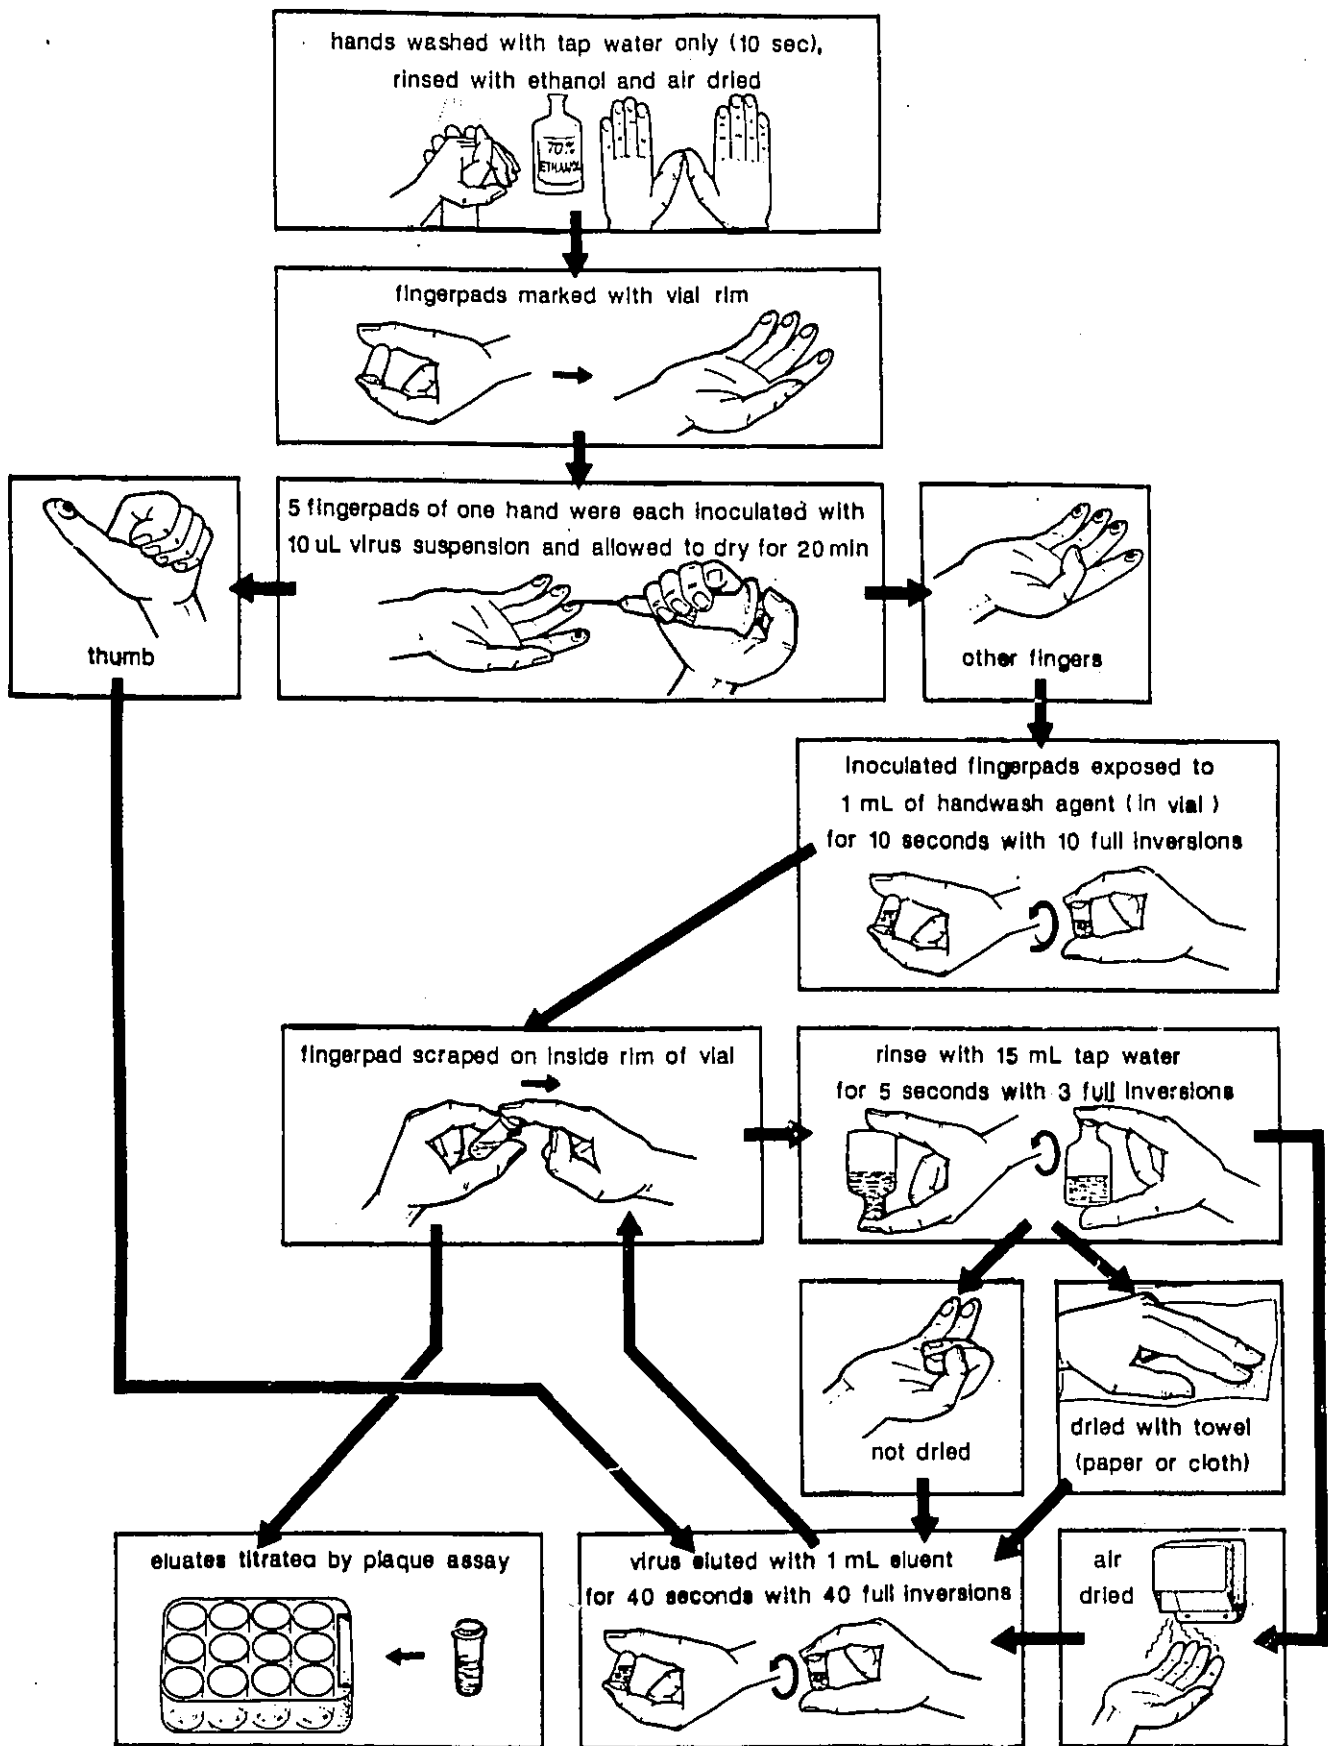 hands washed with tap water only (10 sec),
rinsed with ethanol and air dried
70%
ETHANOL
fingerpads marked with vial rim
5 fingerpads of one hand were each inoculated with
10 uL virus suspension and allowed to dry for 20 min
thumb
other fingers
inoculated fingerpads exposed to
1 mL of handwash agent (in vial)
for 10 seconds with 10 full inversions
fingerpad scraped on inside rim of vial
rinse with 15 mL tap water
for 5 seconds with 3 full inversions
not dried
dried with towel
(paper or cloth)
eluates titrated by plaque assay
virus eluted with 1 mL eluent
for 40 seconds with 40 full inversions
air
dried